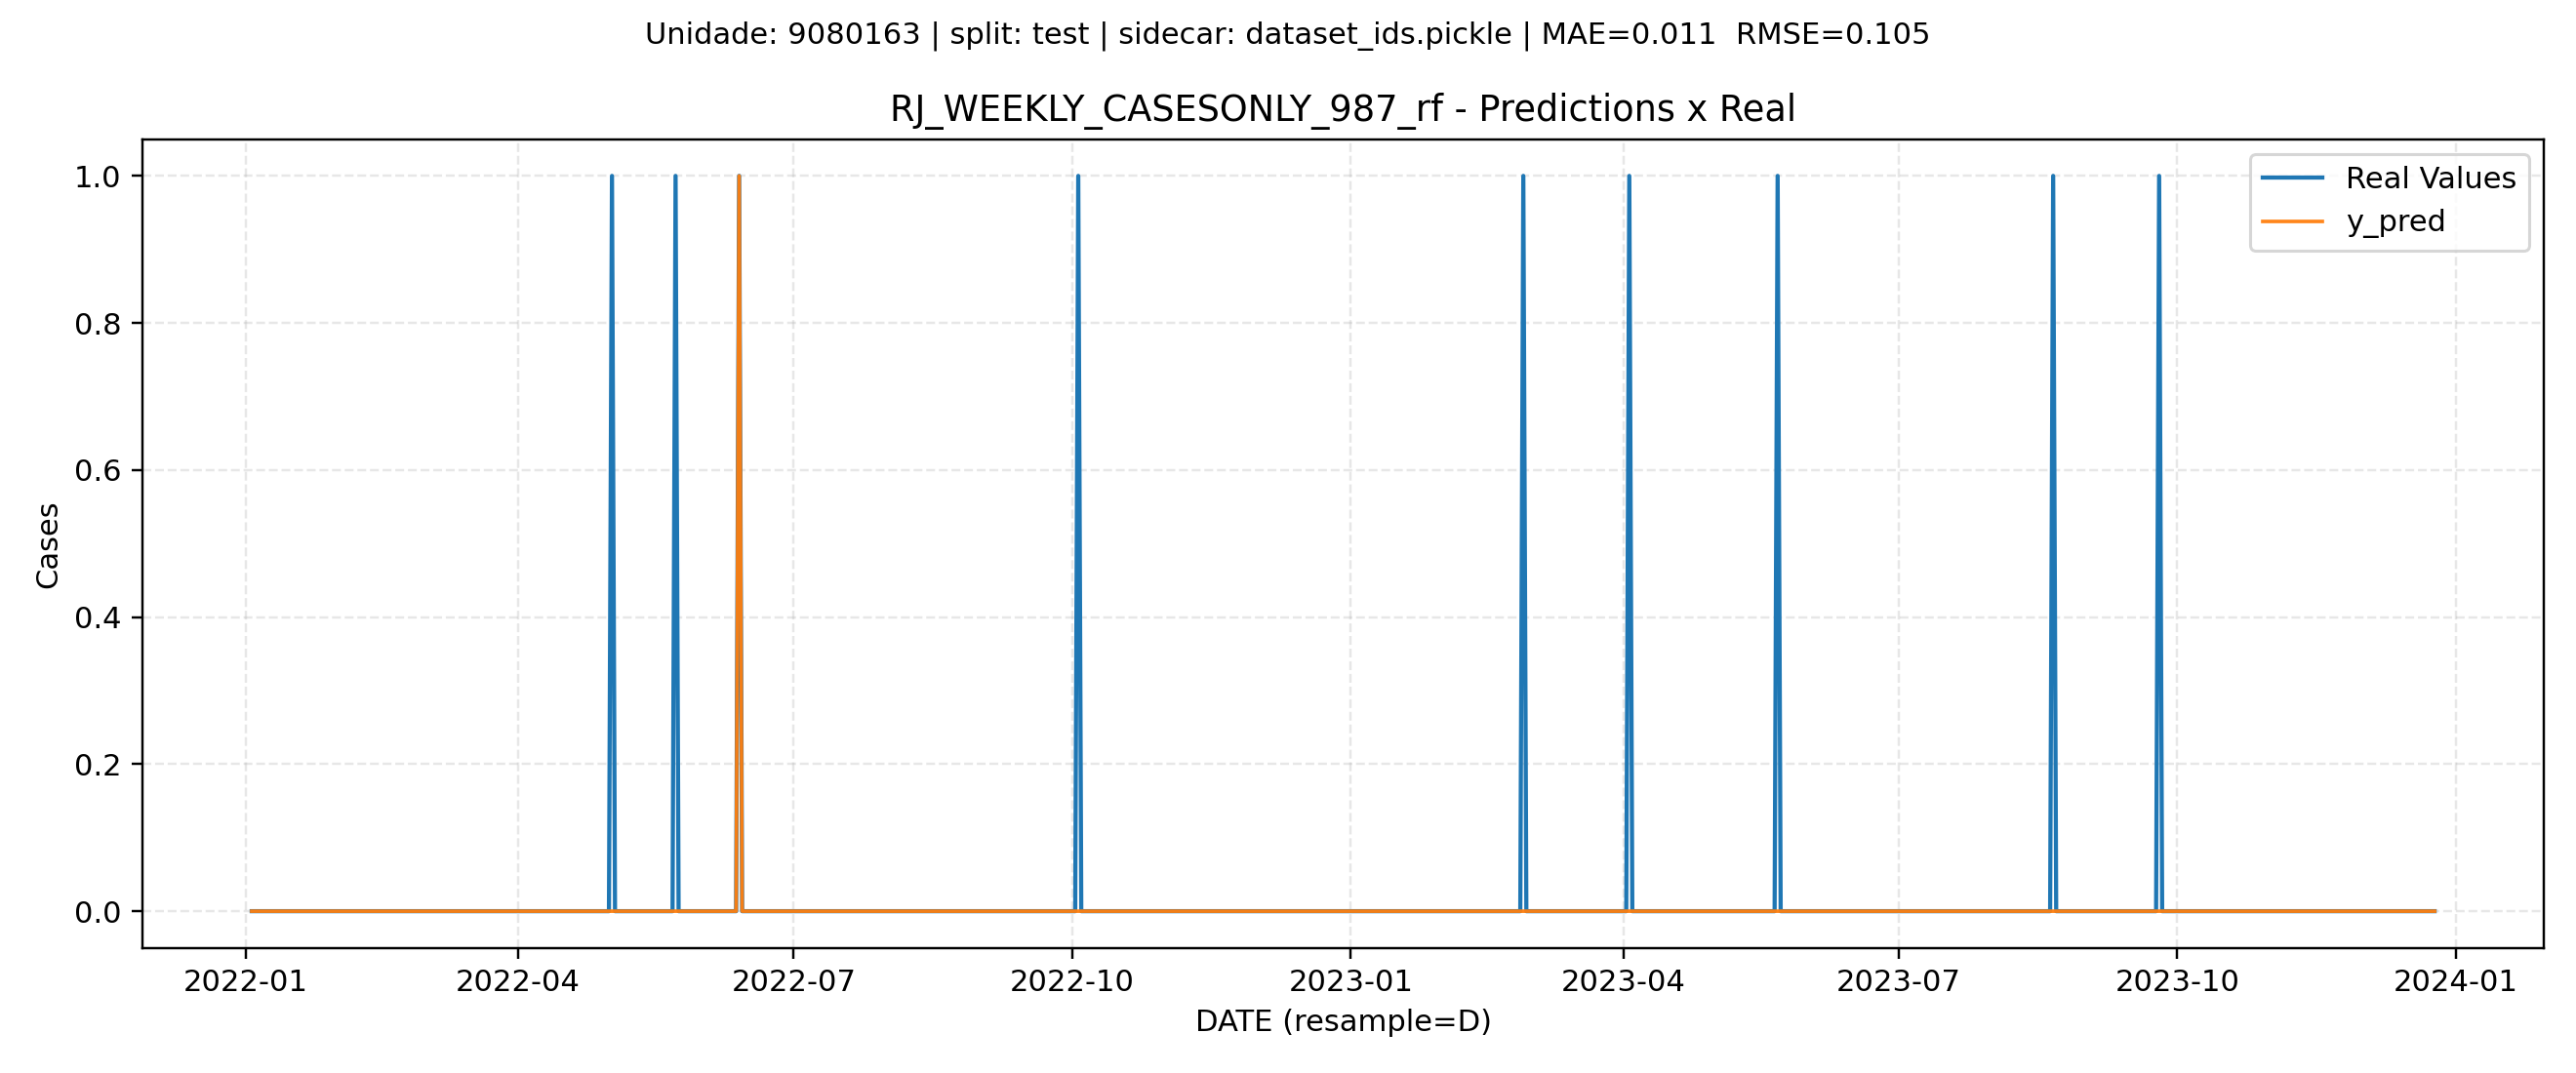 Unidade: 9080163 | split: test | sidecar: dataset_ids.pickle | MAE=0.011  RMSE=0.105
RJ_WEEKLY_CASESONLY_987_rf - Predictions x Real
Real Values
y_pred
1.0
0.8
0.6
0.4
0.2
0.0
Cases
2022-01 2022-04 2022-07 2022-10 2023-01 2023-04 2023-07 2023-10 2024-01
DATE (resample=D)